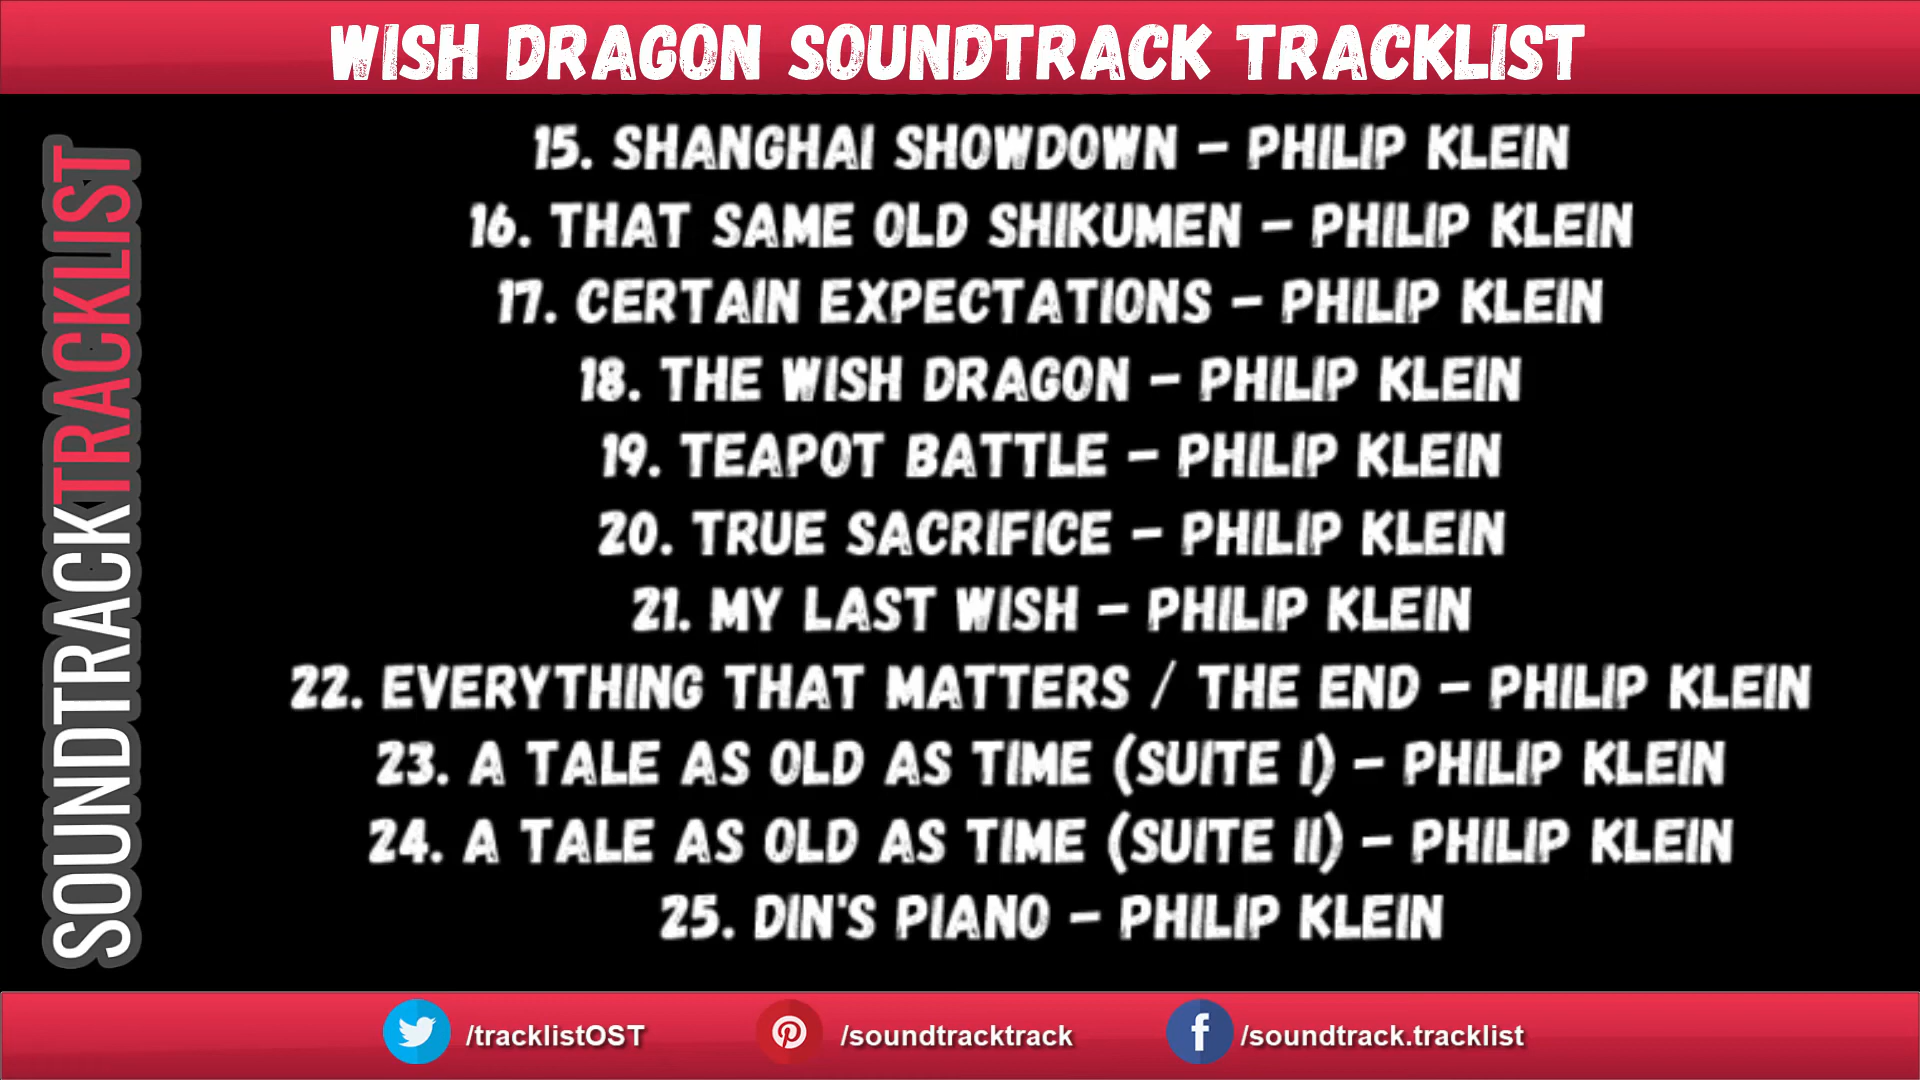 WISH DRAGON SOUNDTRACK TRACKLIST
SOUNDTRACKTRACKLIST
15. SHANGHAI SHOWDOWN – PHILIP KLEIN
16. THAT SAME OLD SHIKUMEN – PHILIP KLEIN
17. CERTAIN EXPECTATIONS – PHILIP KLEIN
18. THE WISH DRAGON – PHILIP KLEIN
19. TEAPOT BATTLE – PHILIP KLEIN
20. TRUE SACRIFICE – PHILIP KLEIN
21. MY LAST WISH – PHILIP KLEIN
22. EVERYTHING THAT MATTERS / THE END – PHILIP KLEIN
23. A TALE AS OLD AS TIME (SUITE I) – PHILIP KLEIN
24. A TALE AS OLD AS TIME (SUITE II) – PHILIP KLEIN
25. DIN'S PIANO – PHILIP KLEIN
/tracklistOST /soundtracktrack /soundtrack.tracklist